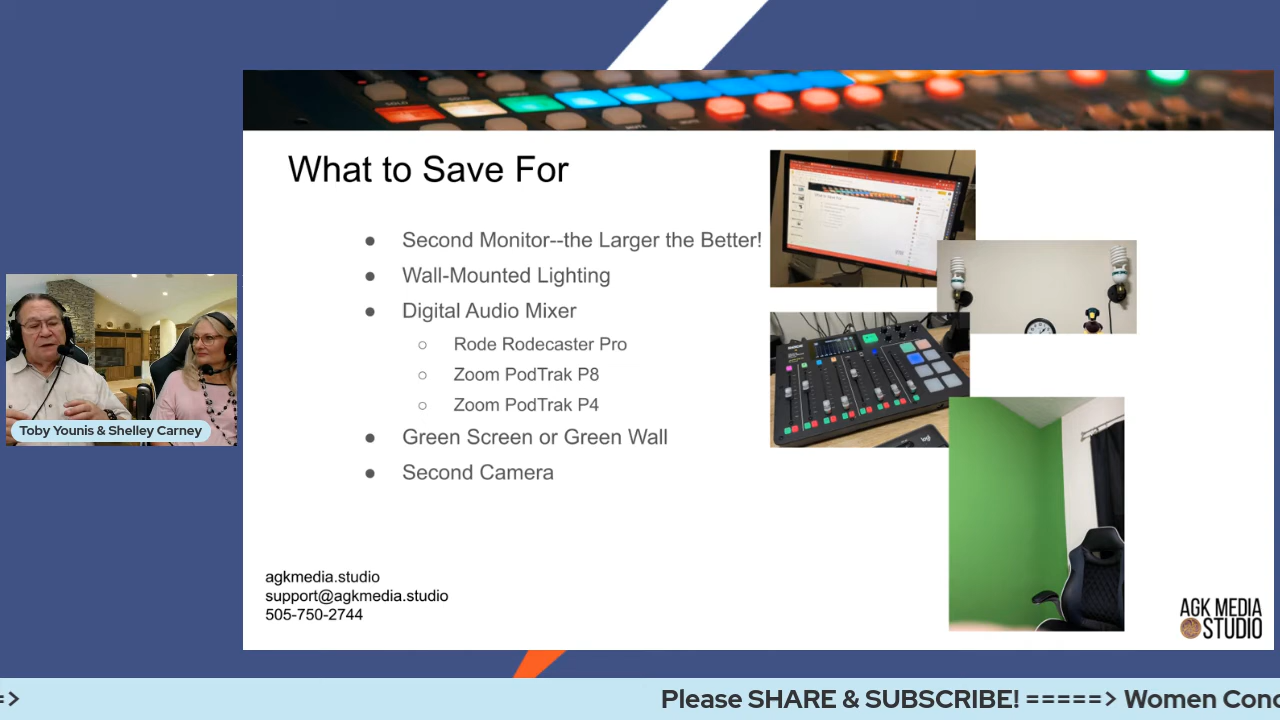 What to Save For
● Second Monitor--the Larger the Better!
● Wall-Mounted Lighting
● Digital Audio Mixer
○ Rode Rodecaster Pro
○ Zoom PodTrak P8
○ Zoom PodTrak P4
● Green Screen or Green Wall
● Second Camera
Toby Younis & Shelley Carney
agkmedia.studio
support@agkmedia.studio
505-750-2744
AGK MEDIA
STUDIO
=> Please SHARE & SUBSCRIBE! =====> Women Conc